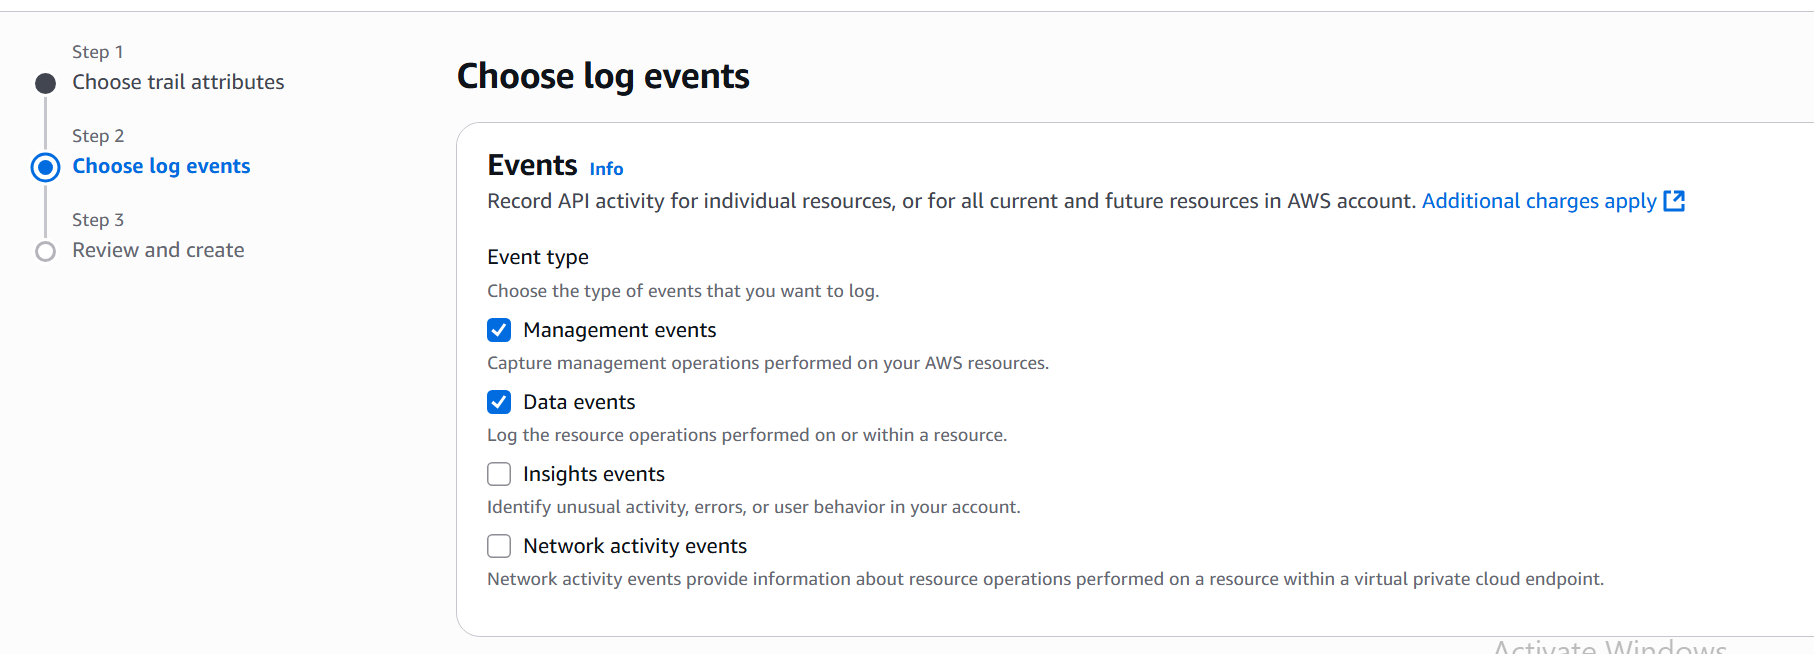 Step 1
Choose trail attributes
Step 2
Choose log events
Step 3
Review and create
Choose log events
Events Info
Record API activity for individual resources, or for all current and future resources in AWS account. Additional charges apply
Event type
Choose the type of events that you want to log.
Management events
Capture management operations performed on your AWS resources.
Data events
Log the resource operations performed on or within a resource.
Insights events
Identify unusual activity, errors, or user behavior in your account.
Network activity events
Network activity events provide information about resource operations performed on a resource within a virtual private cloud endpoint.
Activate Windows